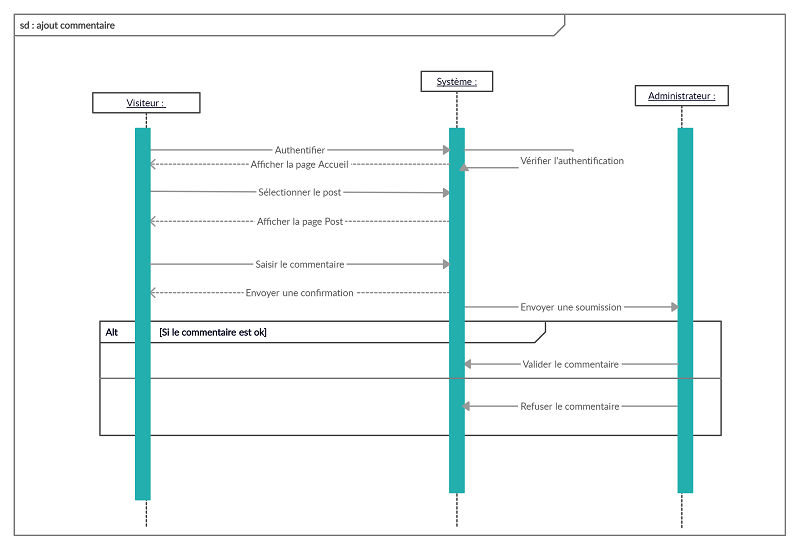 sd : ajout commentaire
Système :
Administrateur :
Visiteur :
Authentifier
Vérifier l'authentification
Afficher la page Accueil
Sélectionner le post
Afficher la page Post
Saisir le commentaire
Envoyer une confirmation
Envoyer une soumission
Alt [Si le commentaire est ok]
Valider le commentaire
Refuser le commentaire